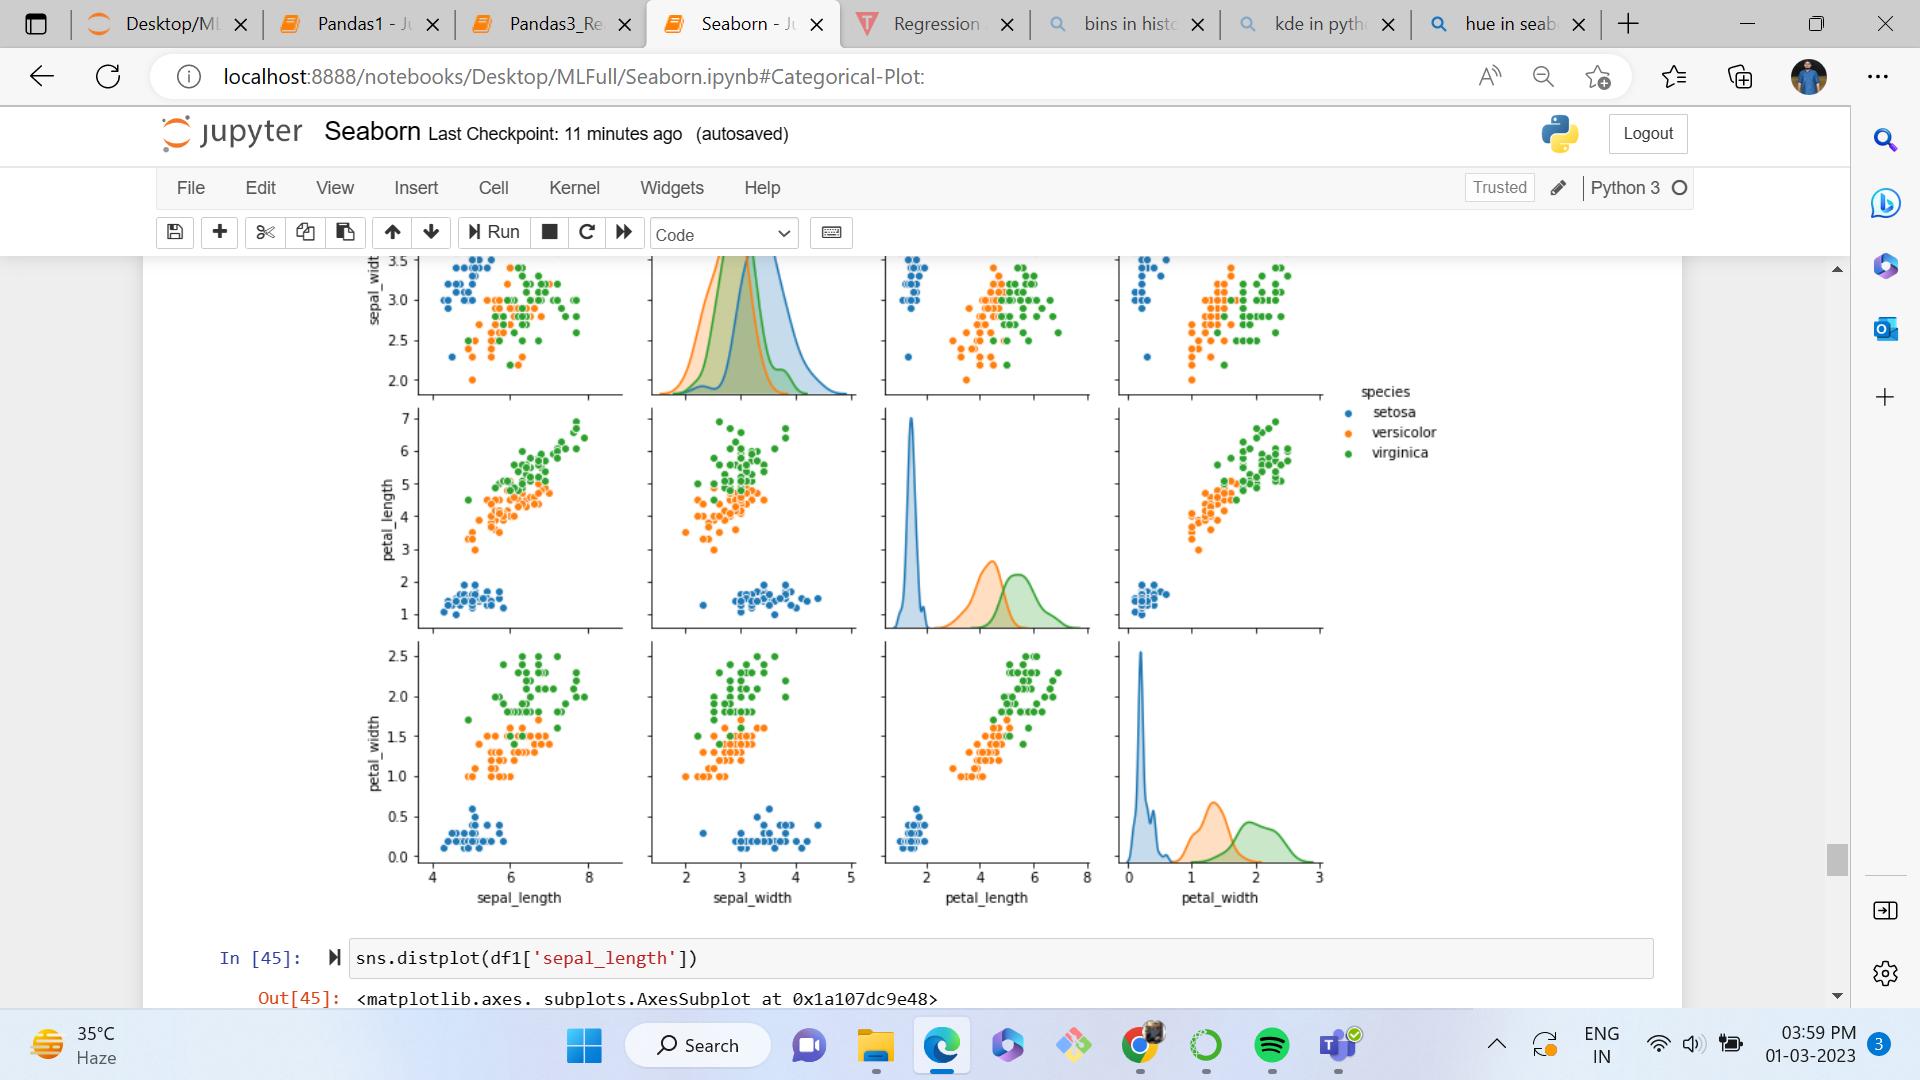 Desktop/ML
Pandas1 - Ju
Pandas3_Re
Seaborn - Ju
Regression
bins in histo
kde in pytho
hue in seab
localhost:8888/notebooks/Desktop/MLFull/Seaborn.ipynb#Categorical-Plot:
jupyter Seaborn Last Checkpoint: 11 minutes ago (autosaved)
Logout
File Edit View Insert Cell Kernel Widgets Help
Trusted Python 3
Run Code
sepal_widt
3.5
3.0
2.5
2.0
species
setosa
versicolor
virginica
petal_length
7
6
5
4
3
2
1
petal_width
2.5
2.0
1.5
1.0
0.5
0.0
4 6 8 2 3 4 5 2 4 6 8 0 1 2 3
sepal_length sepal_width petal_length petal_width
In [45]: sns.distplot(df1['sepal_length'])
Out[45]: <matplotlib.axes._subplots.AxesSubplot at 0x1a107dc9e48>
35°C
Haze
Search
ENG
IN
03:59 PM
01-03-2023
3